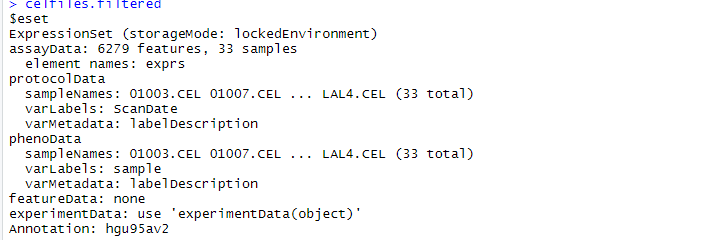 > celfiles.filtered
$eset
ExpressionSet (storageMode: lockedEnvironment)
assayData: 6279 features, 33 samples
  element names: exprs
protocolData
  sampleNames: 01003.CEL 01007.CEL ... LAL4.CEL (33 total)
  varLabels: ScanDate
  varMetadata: labelDescription
phenoData
  sampleNames: 01003.CEL 01007.CEL ... LAL4.CEL (33 total)
  varLabels: sample
  varMetadata: labelDescription
featureData: none
experimentData: use 'experimentData(object)'
Annotation: hgu95av2